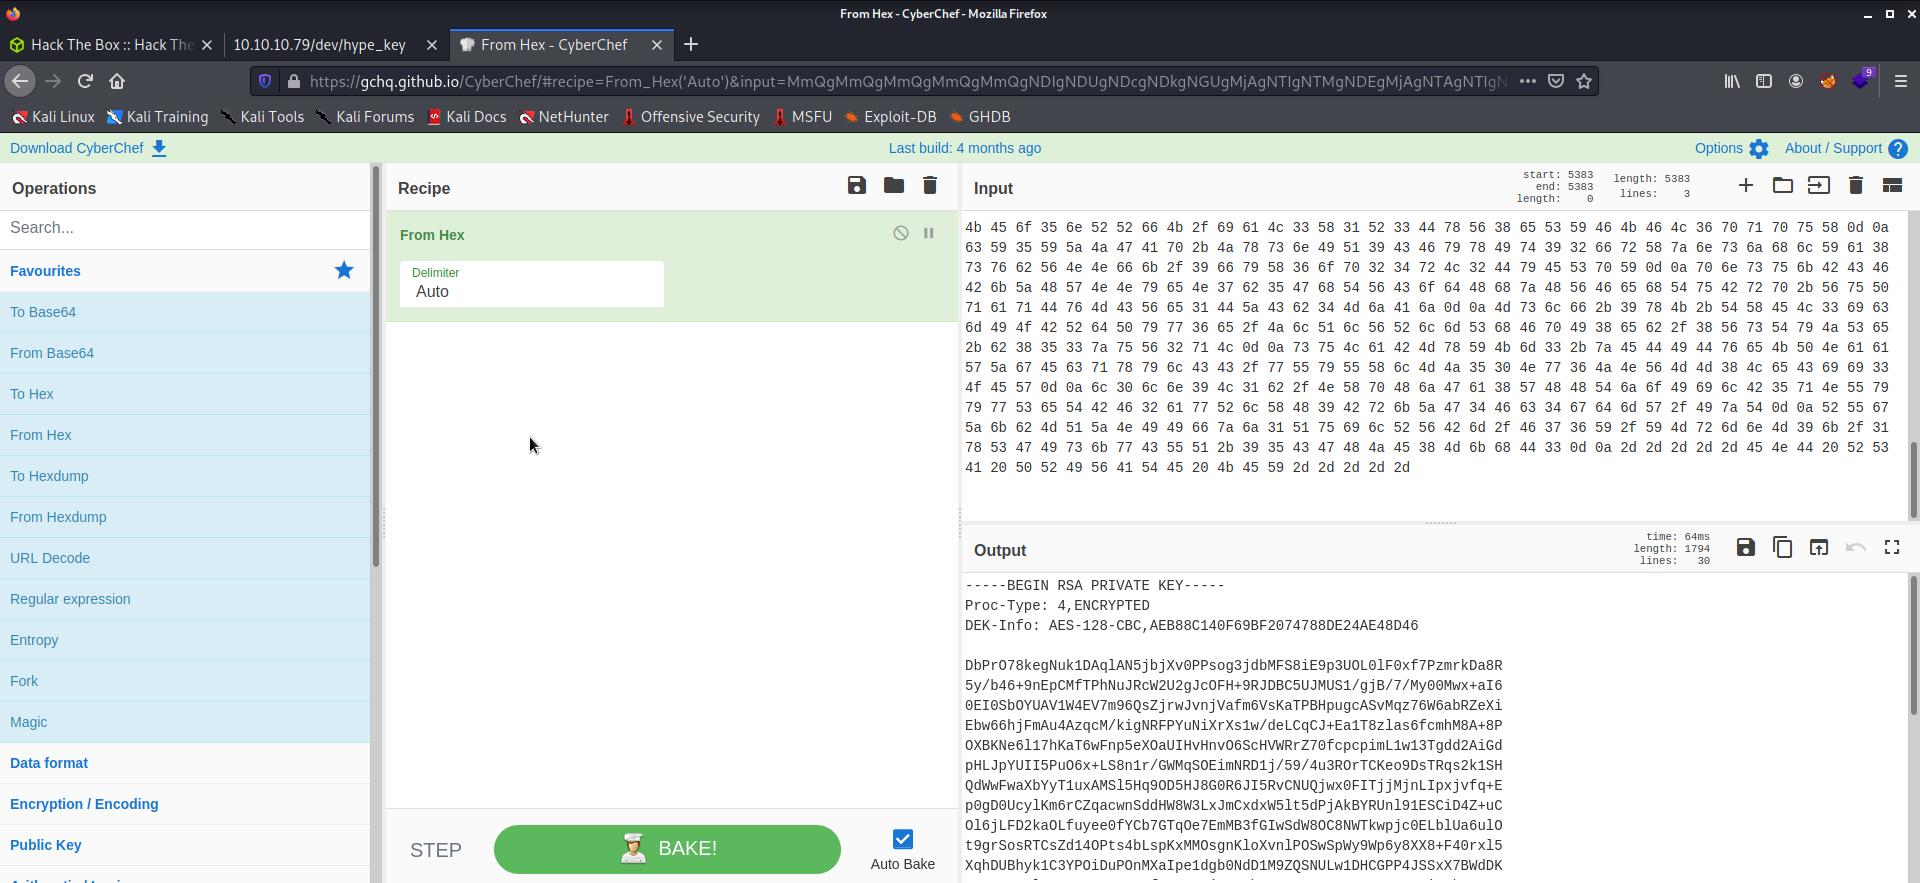 From Hex - CyberChef - Mozilla Firefox
Hack The Box :: Hack The
10.10.10.79/dev/hype_key
From Hex - CyberChef
https://gchq.github.io/CyberChef/#recipe=From_Hex('Auto')&input=MmQgMmQgMmQgMmQgMmQgNDIgNDUgNDcgNDkgNGUgMjAgNTIgNTMgNDEgMjAgNTAgNTIgN
9
Kali Linux
Kali Training
Kali Tools
Kali Forums
Kali Docs
NetHunter
Offensive Security
MSFU
Exploit-DB
GHDB
Download CyberChef
Last build: 4 months ago
Options
About / Support
Operations
Search...
Favourites
To Base64
From Base64
To Hex
From Hex
To Hexdump
From Hexdump
URL Decode
Regular expression
Entropy
Fork
Magic
Data format
Encryption / Encoding
Public Key
Recipe
From Hex
Delimiter
Auto
STEP
BAKE!
Auto Bake
Input
start: 5383
end: 5383
length: 0
length: 5383
lines: 3
4b 45 6f 35 6e 52 52 66 4b 2f 69 61 4c 33 58 31 52 33 44 78 56 38 65 53 59 46 4b 46 4c 36 70 71 70 75 58 0d 0a
63 59 35 59 5a 4a 47 41 70 2b 4a 78 73 6e 49 51 39 43 46 79 78 49 74 39 32 66 72 58 7a 6e 73 6a 68 6c 59 61 38
73 76 62 56 4e 4e 66 6b 2f 39 66 79 58 36 6f 70 32 34 72 4c 32 44 79 45 53 70 59 0d 0a 70 6e 73 75 6b 42 43 46
42 6b 5a 48 57 4e 4e 79 65 4e 37 62 35 47 68 54 56 43 6f 64 48 68 7a 48 56 46 65 68 54 75 42 72 70 2b 56 75 50
71 61 71 44 76 4d 43 56 65 31 44 5a 43 62 34 4d 6a 41 6a 0d 0a 4d 73 6c 66 2b 39 78 4b 2b 54 58 45 4c 33 69 63
6d 49 4f 42 52 64 50 79 77 36 65 2f 4a 6c 51 6c 56 52 6c 6d 53 68 46 70 49 38 65 62 2f 38 56 73 54 79 4a 53 65
2b 62 38 35 33 7a 75 56 32 71 4c 0d 0a 73 75 4c 61 42 4d 78 59 4b 6d 33 2b 7a 45 44 49 44 76 65 4b 50 4e 61 61
57 5a 67 45 63 71 78 79 6c 43 43 2f 77 55 79 55 58 6c 4d 4a 35 30 4e 77 36 4a 4e 56 4d 4d 38 4c 65 43 69 69 33
4f 45 57 0d 0a 6c 30 6c 6e 39 4c 31 62 2f 4e 58 70 48 6a 47 61 38 57 48 48 54 6a 6f 49 69 6c 42 35 71 4e 55 79
79 77 53 65 54 42 46 32 61 77 52 6c 58 48 39 42 72 6b 5a 47 34 46 63 34 67 64 6d 57 2f 49 7a 54 0d 0a 52 55 67
5a 6b 62 4d 51 5a 4e 49 49 66 7a 6a 31 51 75 69 6c 52 56 42 6d 2f 46 37 36 59 2f 59 4d 72 6d 6e 4d 39 6b 2f 31
78 53 47 49 73 6b 77 43 55 51 2b 39 35 43 47 48 4a 45 38 4d 6b 68 44 33 0d 0a 2d 2d 2d 2d 2d 45 4e 44 20 52 53
41 20 50 52 49 56 41 54 45 20 4b 45 59 2d 2d 2d 2d 2d
Output
time: 64ms
length: 1794
lines: 30
-----BEGIN RSA PRIVATE KEY-----
Proc-Type: 4,ENCRYPTED
DEK-Info: AES-128-CBC,AEB88C140F69BF2074788DE24AE48D46
DbPrO78kegNuk1DAqlAN5jbjXv0PPsog3jdbMFS8iE9p3UOL0lF0xf7PzmrkDa8R
5y/b46+9nEpCMfTPhNuJRcW2U2gJcOFH+9RJDBC5UJMUS1/gjB/7/My00Mwx+aI6
0EI0SbOYUAV1W4EV7m96QsZjrwJvnjVafm6VsKaTPBHpugcASvMqz76W6abRZeXi
Ebw66hjFmAu4AzqcM/kigNRFPYuNiXrXs1w/deLCqCJ+Ea1T8zlas6fcmhM8A+8P
OXBKNe6l17hKaT6wFnp5eXOaUIHvHnvO6ScHVWRrZ70fcpcpimL1w13Tgdd2AiGd
pHLJpYUII5PuO6x+LS8n1r/GWMqSOEimNRD1j/59/4u3ROrTCKeo9DsTRqs2k1SH
QdWwFwaXbYyT1uxAMSl5Hq9OD5HJ8G0R6JI5RvCNUQjwx0FITjjMjnLIpxjvfq+E
p0gD0UcylKm6rCZqacwnSddHW8W3LxJmCxdxW5lt5dPjAkBYRUnl91ESCiD4Z+uC
Ol6jLFD2kaOLfuyee0fYCb7GTqOe7EmMB3fGIwSdW8OC8NWTkwpjc0ELblUa6ulO
t9grSosRTCsZd14OPts4bLspKxMMOsgnKloXvnlPOSwSpWy9Wp6y8XX8+F40rxl5
XqhDUBhyk1C3YPOiDuPOnMXaIpe1dgb0NdD1M9ZQSNULw1DHCGPP4JSSxX7BWdDK